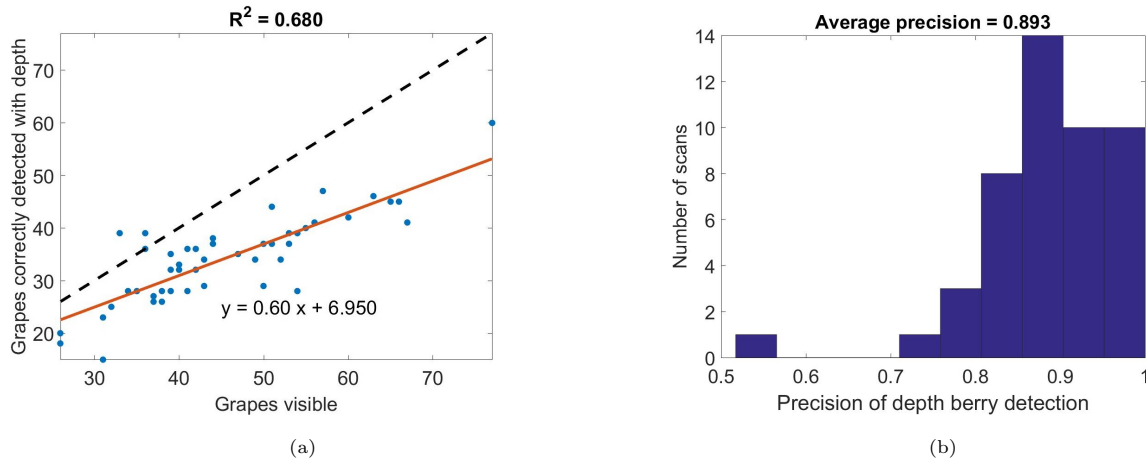 R² = 0.680
Grapes correctly detected with depth
70
60
50
40
30
20
y = 0.60 x + 6.950
30 40 50 60 70
Grapes visible
(a)
Average precision = 0.893
Number of scans
14
12
10
8
6
4
2
0
0.5 0.6 0.7 0.8 0.9 1
Precision of depth berry detection
(b)